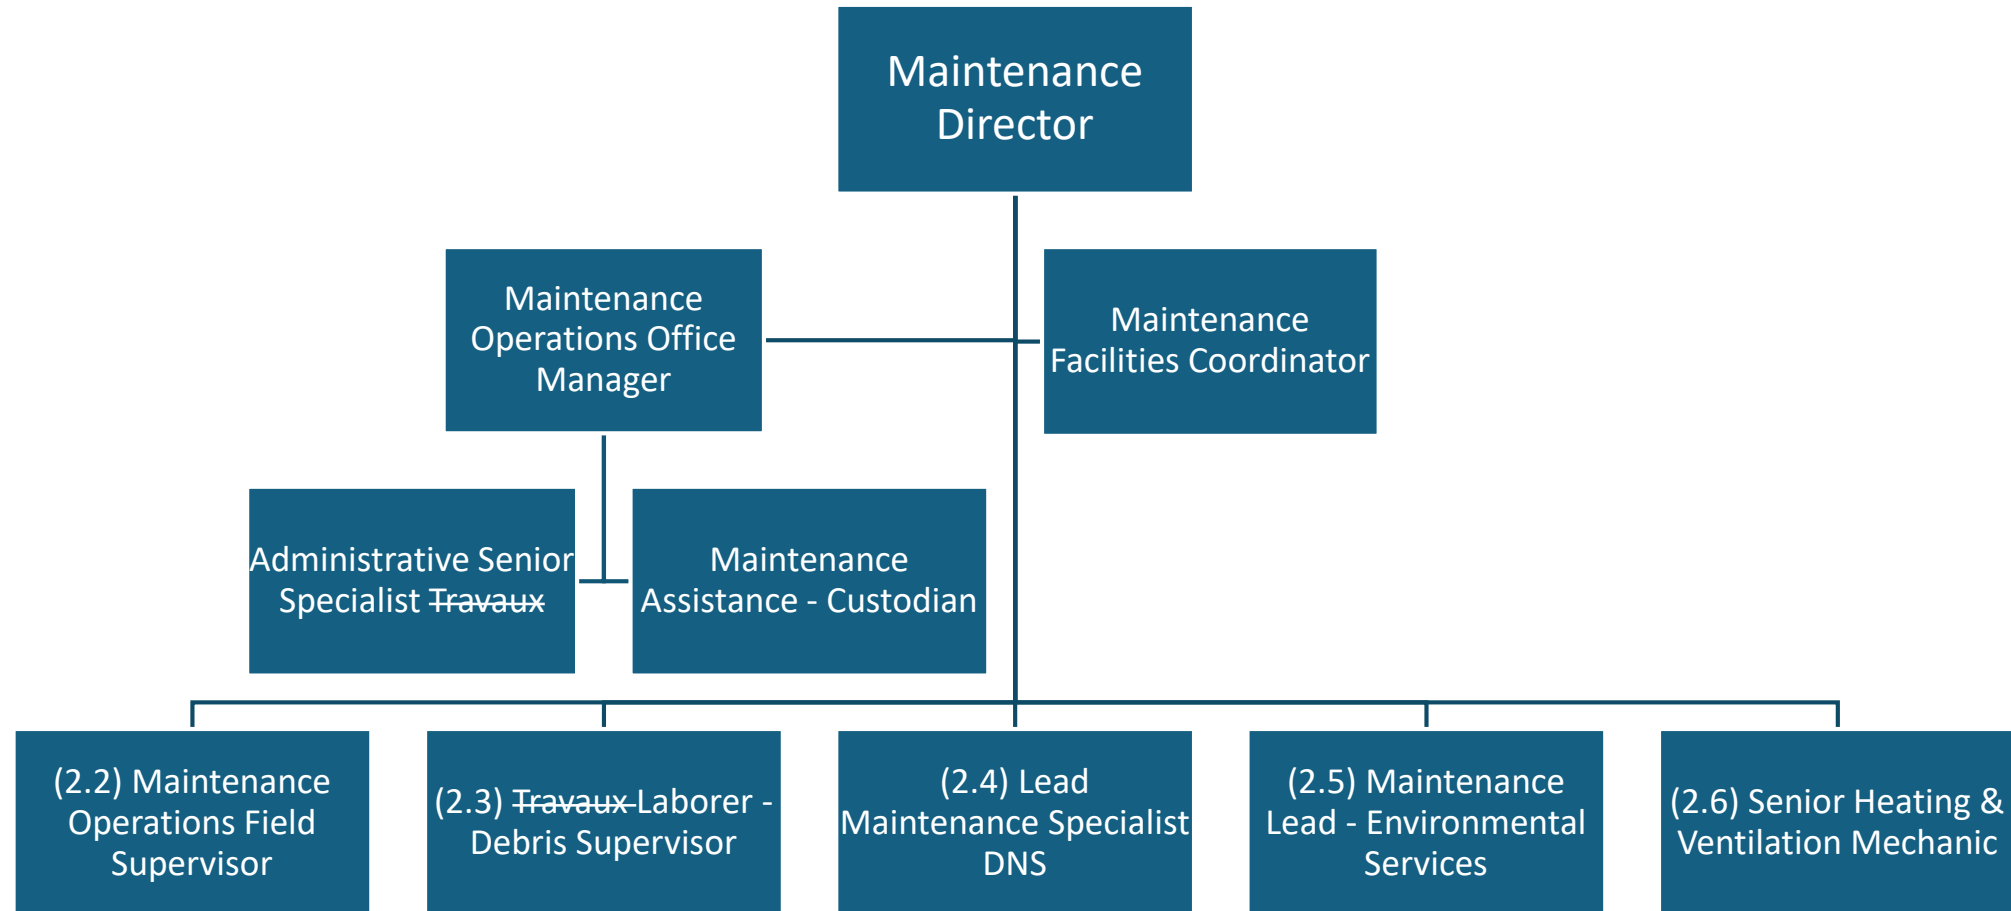 Maintenance
Director
Maintenance
Operations Office
Manager
Maintenance
Facilities Coordinator
Administrative Senior
Specialist Travaux
Maintenance
Assistance - Custodian
(2.2) Maintenance
Operations Field
Supervisor
(2.3) Travaux Laborer -
Debris Supervisor
(2.4) Lead
Maintenance Specialist
DNS
(2.5) Maintenance
Lead - Environmental
Services
(2.6) Senior Heating &
Ventilation Mechanic